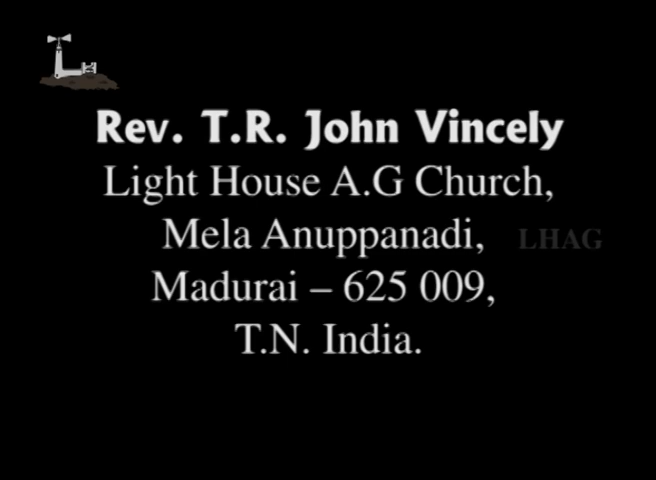 Rev. T.R. John Vincely
Light House A.G Church,
Mela Anuppanadi,
LHAG
Madurai – 625 009,
T.N. India.